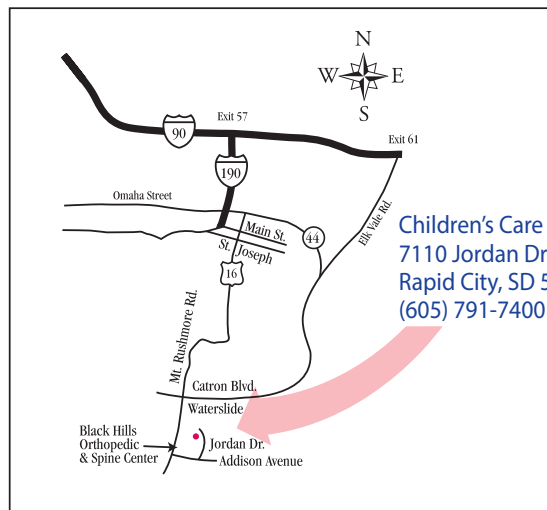 N
W E
S
Exit 57
90
Exit 61
190
Omaha Street
Main St.
St. Joseph
44
Elk Vale Rd.
16
Children's Care
7110 Jordan Dr
Rapid City, SD 5
(605) 791-7400
Mt. Rushmore Rd.
Catron Blvd.
Waterslide
Black Hills
Orthopedic
& Spine Center
Jordan Dr.
Addison Avenue